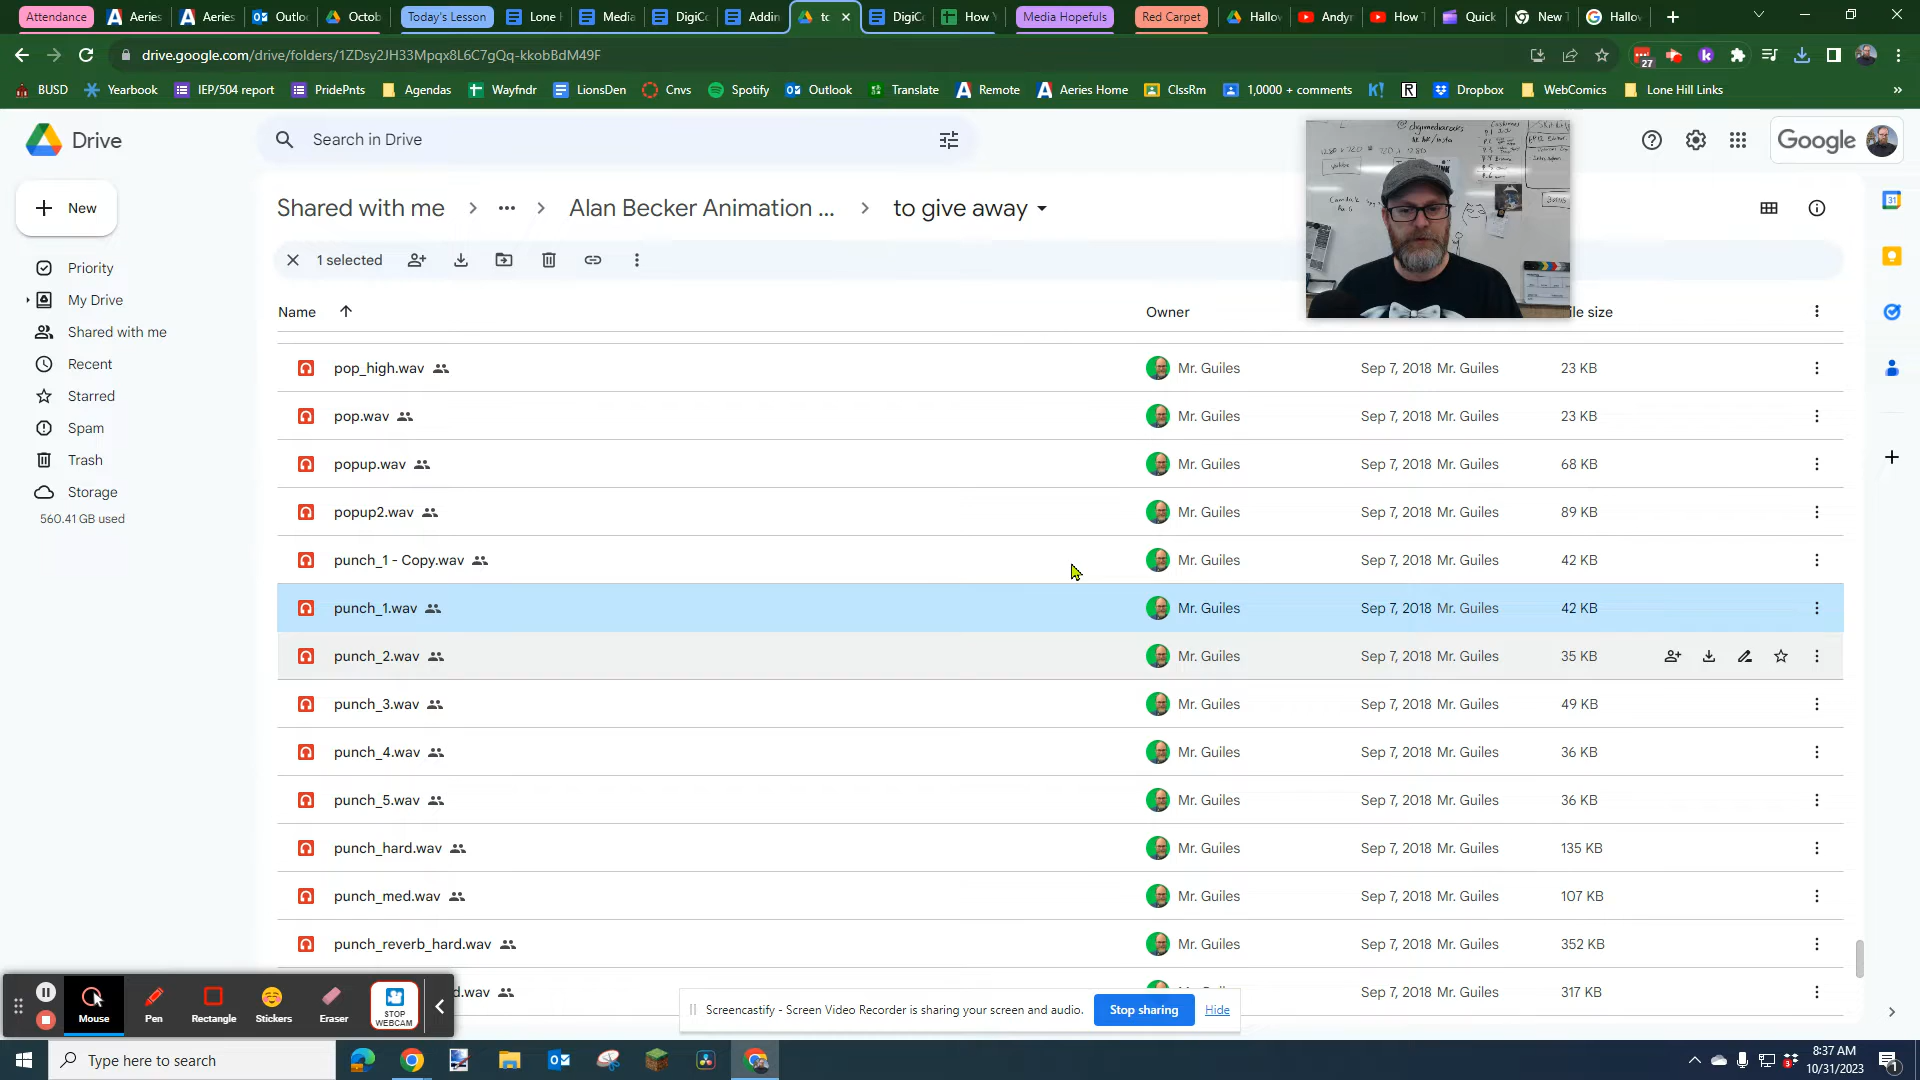 Attendance
Aeries
Aeries
Outlo
Octob
Today's Lesson
Lone
Media
DigiCo
Addin
to
DigiCo
How
Media Hopefuls
Red Carpet
Hallo
Andy
How
Quick
New T
Hallo
drive.google.com/drive/folders/1ZDsy2JH33Mpqx8L6C7gQq-kkobBdM49F
27
BUSD
Yearbook
IEP/504 report
PridePnts
Agendas
Wayfndr
LionsDen
Cnvs
Spotify
Outlook
Translate
Remote
Aeries Home
ClssRm
1,0000 + comments
K!
R
Dropbox
WebComics
Lone Hill Links
Drive
Search in Drive
Google
New
Shared with me
Alan Becker Animation ...
to give away
1 selected
Priority
My Drive
Shared with me
Recent
Starred
Spam
Trash
Storage
560.41 GB used
Name
Owner
ile size
pop_high.wav Mr. Guiles Sep 7, 2018 Mr. Guiles 23 KB
pop.wav Mr. Guiles Sep 7, 2018 Mr. Guiles 23 KB
popup.wav Mr. Guiles Sep 7, 2018 Mr. Guiles 68 KB
popup2.wav Mr. Guiles Sep 7, 2018 Mr. Guiles 89 KB
punch_1 - Copy.wav Mr. Guiles Sep 7, 2018 Mr. Guiles 42 KB
punch_1.wav Mr. Guiles Sep 7, 2018 Mr. Guiles 42 KB
punch_2.wav Mr. Guiles Sep 7, 2018 Mr. Guiles 35 KB
punch_3.wav Mr. Guiles Sep 7, 2018 Mr. Guiles 49 KB
punch_4.wav Mr. Guiles Sep 7, 2018 Mr. Guiles 36 KB
punch_5.wav Mr. Guiles Sep 7, 2018 Mr. Guiles 36 KB
punch_hard.wav Mr. Guiles Sep 7, 2018 Mr. Guiles 135 KB
punch_med.wav Mr. Guiles Sep 7, 2018 Mr. Guiles 107 KB
punch_reverb_hard.wav Mr. Guiles Sep 7, 2018 Mr. Guiles 352 KB
d.wav Mr. Guiles Sep 7, 2018 Mr. Guiles 317 KB
Mouse
Pen
Rectangle
Stickers
Eraser
STOP WEBCAM
Screencastify - Screen Video Recorder is sharing your screen and audio.
Stop sharing
Hide
Type here to search
8:37 AM
10/31/2023